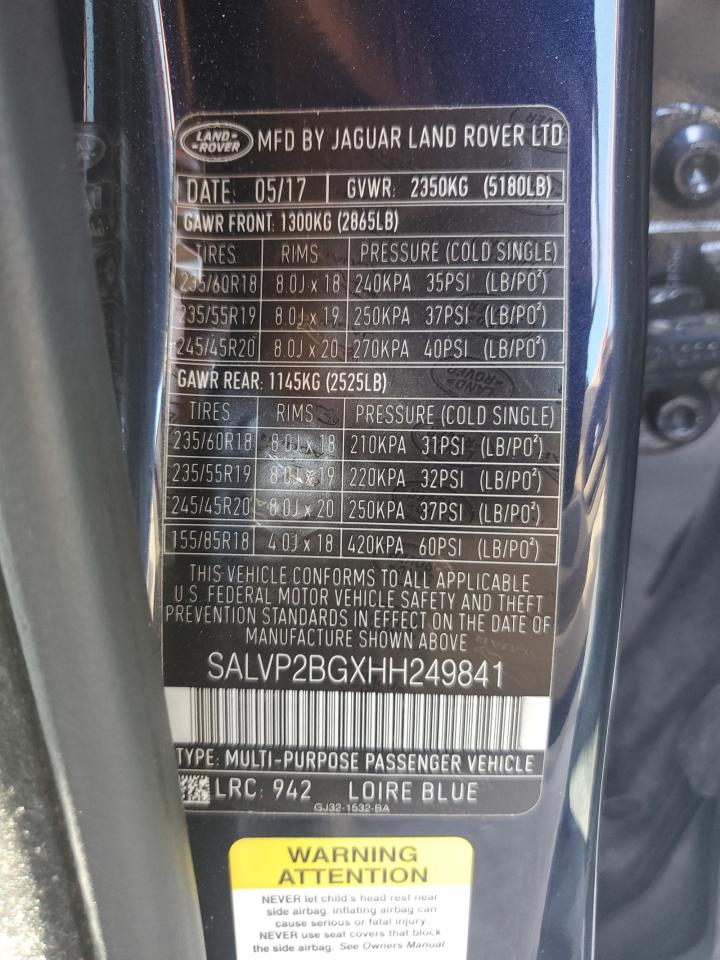 LAND ROVER MFD BY JAGUAR LAND ROVER LTD
DATE: 05/17 GVWR: 2350KG (5180LB)
GAWR FRONT: 1300KG (2865LB)
TIRES RIMS PRESSURE (COLD SINGLE)
235/60R18 8.0J x 18 240KPA 35PSI (LB/PO²)
235/55R19 8.0J x 19 250KPA 37PSI (LB/PO²)
245/45R20 8.0J x 20 270KPA 40PSI (LB/PO²)
GAWR REAR: 1145KG (2525LB)
TIRES RIMS PRESSURE (COLD SINGLE)
235/60R18 8.0J x 18 210KPA 31PSI (LB/PO²)
235/55R19 8.0J x 19 220KPA 32PSI (LB/PO²)
245/45R20 8.0J x 20 250KPA 37PSI (LB/PO²)
155/85R18 4.0J x 18 420KPA 60PSI (LB/PO²)
THIS VEHICLE CONFORMS TO ALL APPLICABLE
U.S. FEDERAL MOTOR VEHICLE SAFETY AND THEFT
PREVENTION STANDARDS IN EFFECT ON THE DATE OF
MANUFACTURE SHOWN ABOVE
SALVP2BGXHH249841
TYPE: MULTI-PURPOSE PASSENGER VEHICLE
LRC: 942 LOIRE BLUE
GJ32-1532-BA
WARNING
ATTENTION
NEVER let child's head rest near
side airbag, inflating airbag can
cause serious or fatal injury.
NEVER use seat covers that block
the side airbag. See Owners Manual